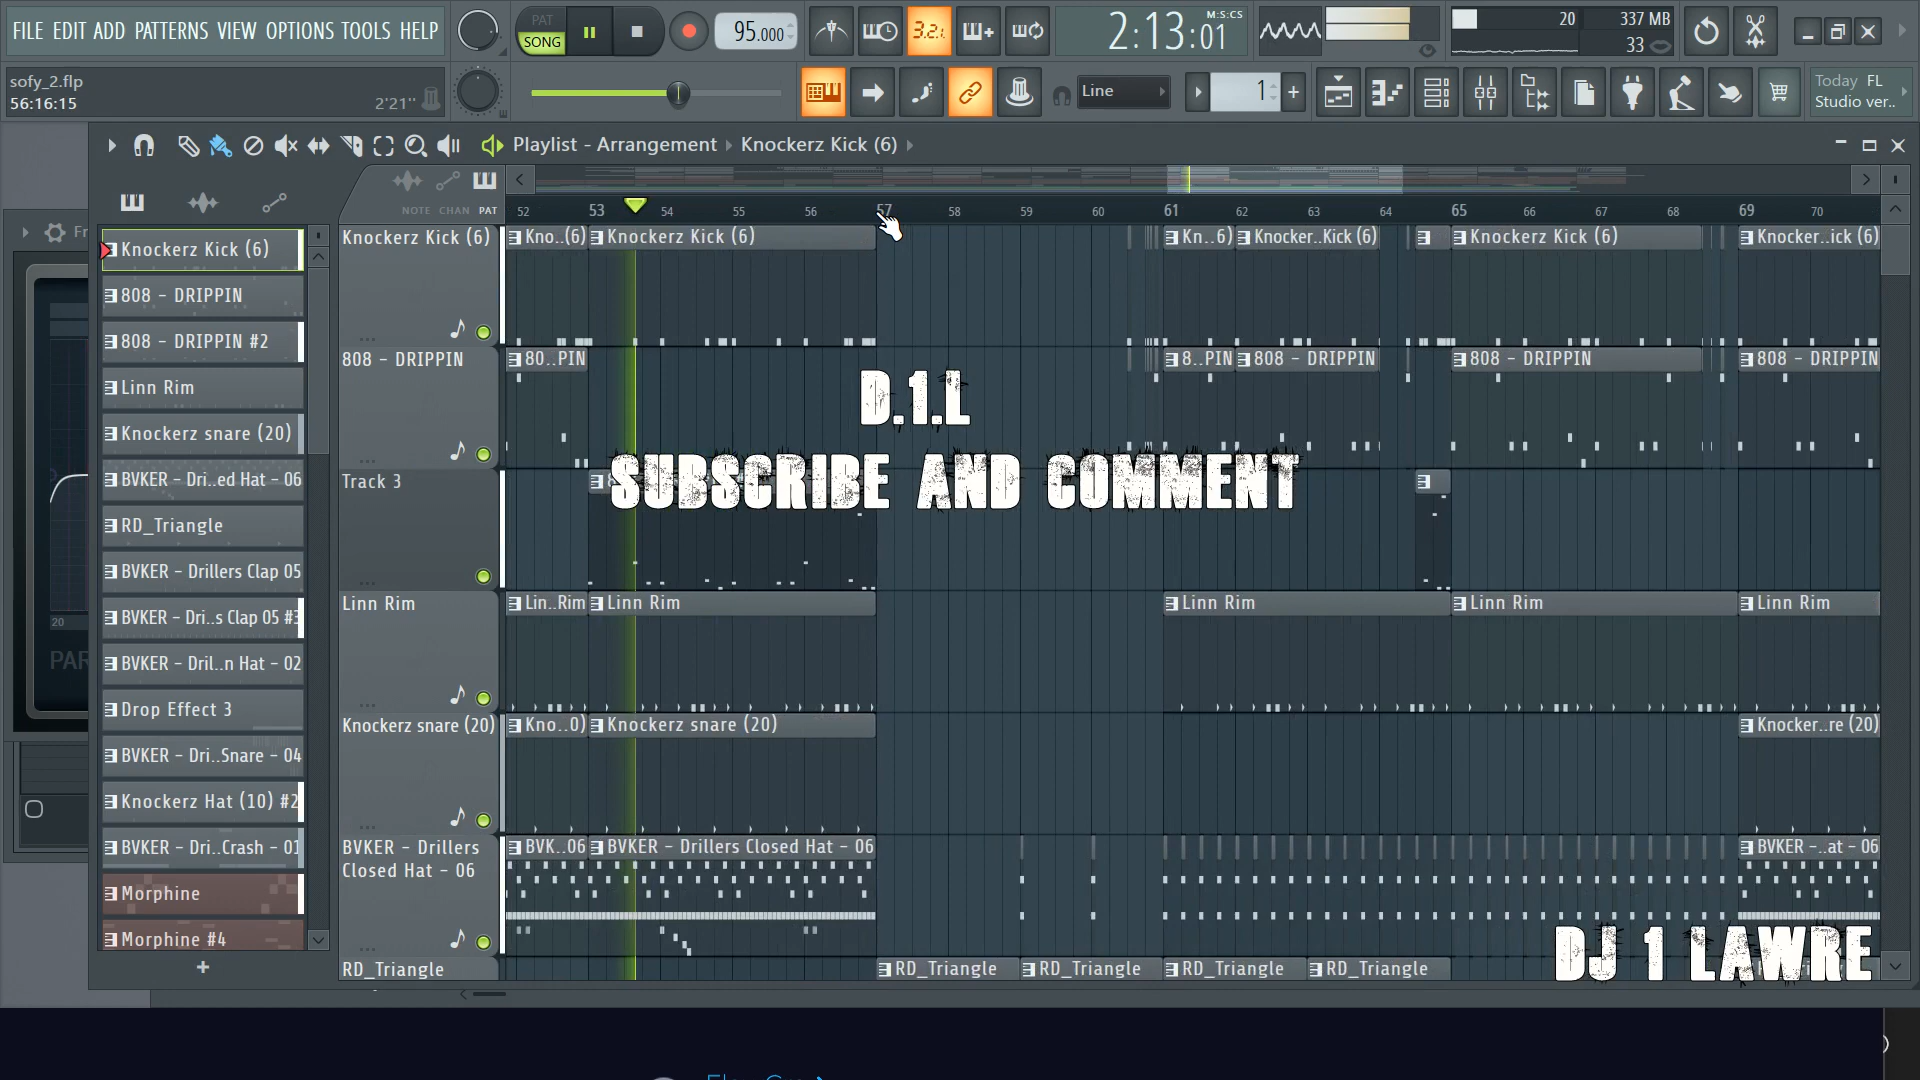 FILE EDIT ADD PATTERNS VIEW OPTIONS TOOLS HELP
PAT
SONG
95.000
3.2.1.
2:13:01
M:S:CS
20
337 MB
33
sofy_2.flp
56:16:15
2'21''
Line
1
Today FL
Studio ver..
Playlist - Arrangement
Knockerz Kick (6)
NOTE CHAN PAT
52 53 54 55 56 57 58 59 60 61 62 63 64 65 66 67 68 69 70
Knockerz Kick (6)
808 - DRIPPIN
808 - DRIPPIN #2
Linn Rim
Knockerz snare (20)
BVKER - Dri..ed Hat - 06
RD_Triangle
BVKER - Drillers Clap 05
BVKER - Dri..s Clap 05 #3
BVKER - Dril..n Hat - 02
Drop Effect 3
BVKER - Dri..Snare - 04
Knockerz Hat (10) #2
BVKER - Dri..Crash - 01
Morphine
Morphine #4
Knockerz Kick (6)
Kno..(6)
Knockerz Kick (6)
Kn..6)
Knocker..Kick (6)
Knockerz Kick (6)
Knocker..ick (6)
808 - DRIPPIN
80..PIN
8..PIN
808 - DRIPPIN
808 - DRIPPIN
808 - DRIPPIN
D.1.L
Track 3
SUBSCRIBE AND COMMENT
Linn Rim
Lin..Rim
Linn Rim
Linn Rim
Linn Rim
Linn Rim
Knockerz snare (20)
Kno..0)
Knockerz snare (20)
Knocker..re (20)
BVKER - Drillers
Closed Hat - 06
BVK..06
BVKER - Drillers Closed Hat - 06
BVKER -..at - 06
DJ 1 LAWRE
RD_Triangle
RD_Triangle
RD_Triangle
RD_Triangle
RD_Triangle
20